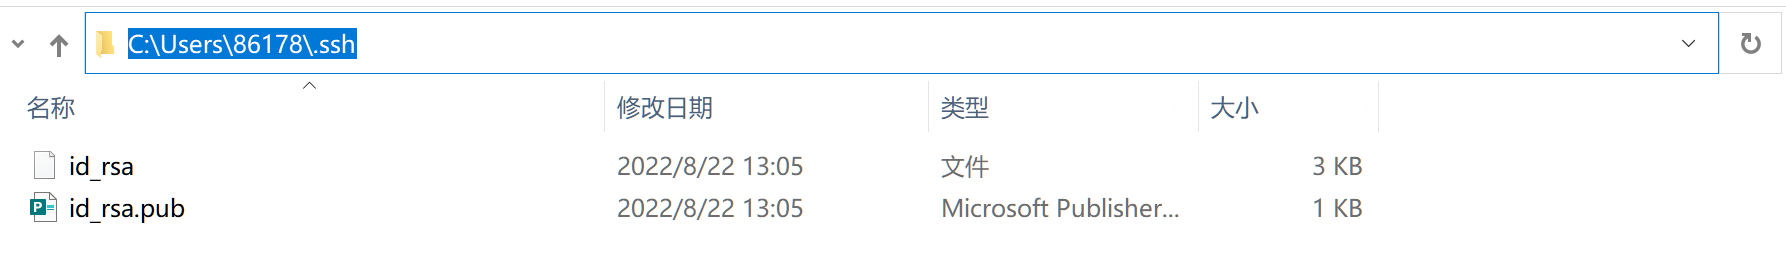 C:\Users\86178\.ssh
名称 修改日期 类型 大小
id_rsa 2022/8/22 13:05 文件 3 KB
id_rsa.pub 2022/8/22 13:05 Microsoft Publisher... 1 KB